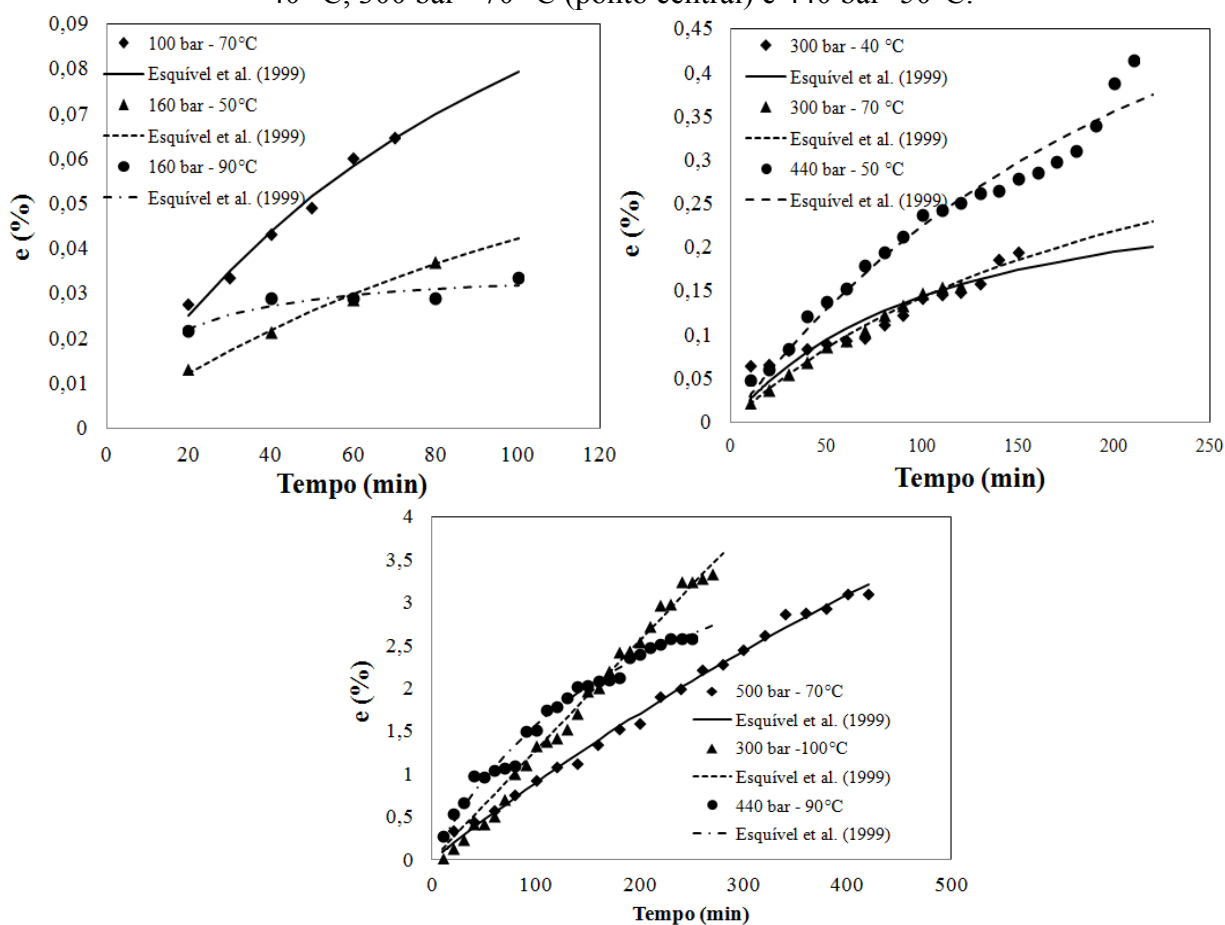 40 °C, 300 bar - 70 °C (ponto central) e 440 bar -50°C.
0,09
0,08
0,07
0,06
0,05
0,04
0,03
0,02
0,01
0
e (%)
100 bar - 70°C
Esquível et al. (1999)
160 bar - 50°C
Esquível et al. (1999)
160 bar - 90°C
Esquível et al. (1999)
0 20 40 60 80 100 120
Tempo (min)
0,45
0,4
0,35
0,3
0,25
0,2
0,15
0,1
0,05
0
e (%)
300 bar - 40 °C
Esquível et al. (1999)
300 bar - 70 °C
Esquível et al. (1999)
440 bar - 50 °C
Esquível et al. (1999)
0 50 100 150 200 250
Tempo (min)
4
3,5
3
2,5
2
1,5
1
0,5
0
e (%)
500 bar - 70°C
Esquível et al. (1999)
300 bar -100°C
Esquível et al. (1999)
440 bar - 90°C
Esquível et al. (1999)
0 100 200 300 400 500
Tempo (min)